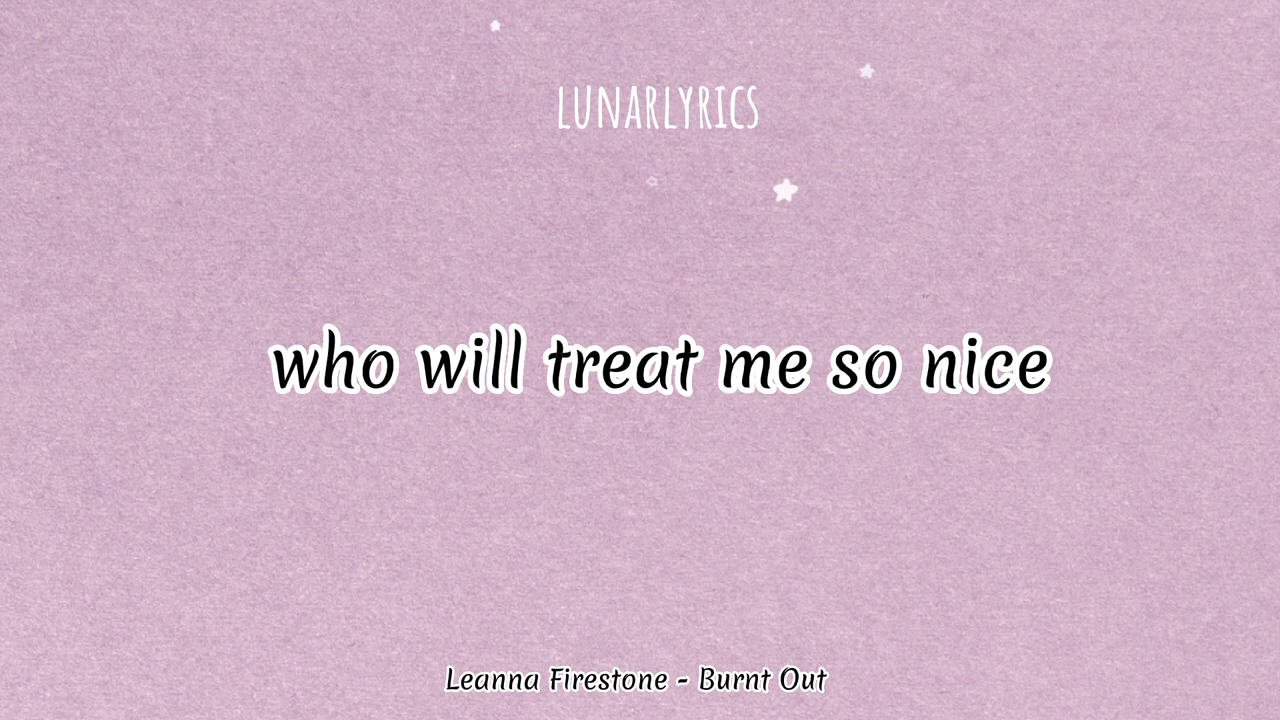 LUNARLYRICS
who will treat me so nice
Leanna Firestone - Burnt Out